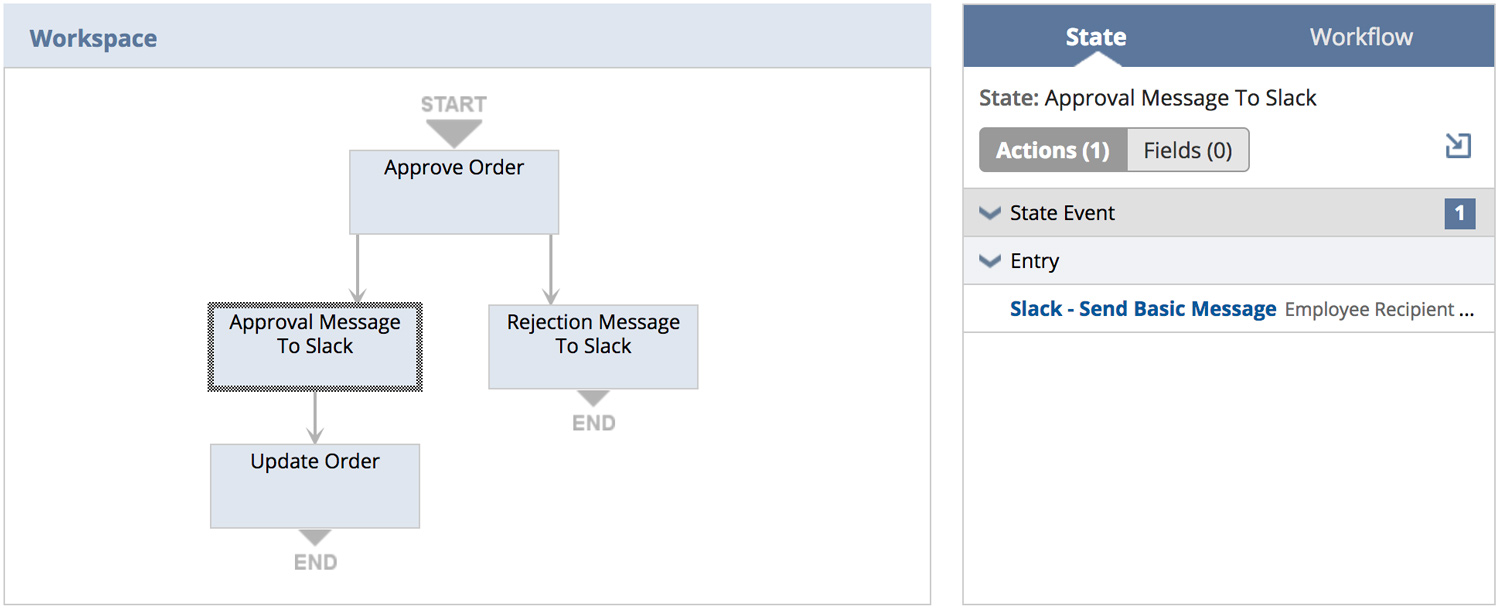 Workspace
START
Approve Order
Approval Message
To Slack
Rejection Message
To Slack
END
Update Order
END
State
Workflow
State: Approval Message To Slack
Actions (1)
Fields (0)
State Event
1
Entry
Slack - Send Basic Message Employee Recipient ...